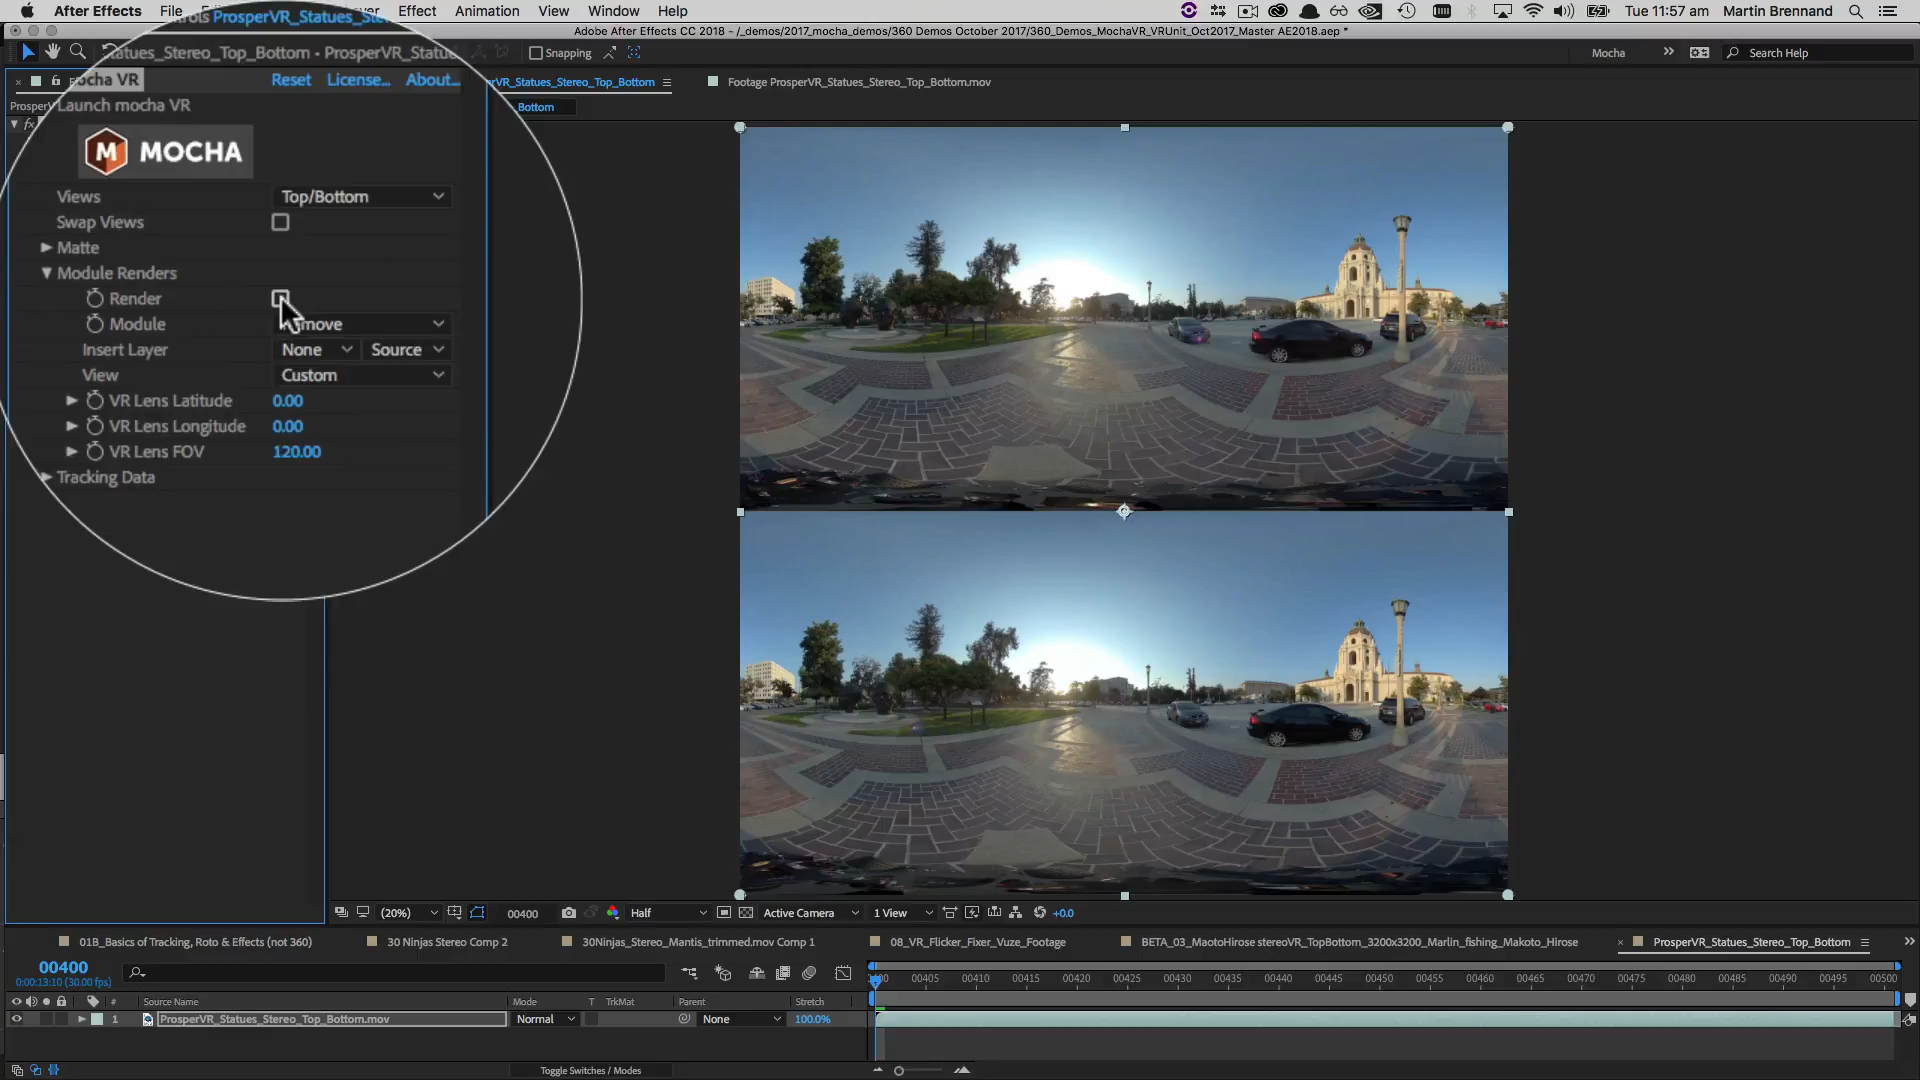 After Effects File Effect Animation View Window Help Tue 11:57 am Martin Brennand
ProsperVR_Statues_Ste
Adobe After Effects CC 2018 - /_demos/2017_mocha_demos/360 Demos October 2017/360_Demos_MochaVR_VRUnit_Oct2017_Master AE2018.aep *
tatues_Stereo_Top_Bottom - ProsperVR_Statue
Snapping Mocha Search Help
ocha VR Reset License... About...
rVR_Statues_Stereo_Top_Bottom Footage ProsperVR_Statues_Stereo_Top_Bottom.mov
Launch mocha VR
Bottom
fx
M MOCHA
Views Top/Bottom
Swap Views
Matte
Module Renders
Render
Module
Insert Layer None Source
View Custom
VR Lens Latitude 0.00
VR Lens Longitude 0.00
VR Lens FOV 120.00
Tracking Data
(20%) 00400 Half Active Camera 1 View +0.0
01B_Basics of Tracking, Roto & Effects (not 360) 30 Ninjas Stereo Comp 2 30Ninjas_Stereo_Mantis_trimmed.mov Comp 1 08_VR_Flicker_Fixer_Vuze_Footage BETA_03_MaotoHirose stereoVR_TopBottom_3200x3200_Marlin_fishing_Makoto_Hirose ProsperVR_Statues_Stereo_Top_Bottom
00400
0:00:13:10 (30.00 fps)
00405 00410 00415 00420 00425 00430 00435 00440 00445 00450 00455 00460 00465 00470 00475 00480 00485 00490 00495 00500
# Source Name Mode T TrkMat Parent Stretch
1 ProsperVR_Statues_Stereo_Top_Bottom.mov Normal None 100.0%
Toggle Switches / Modes